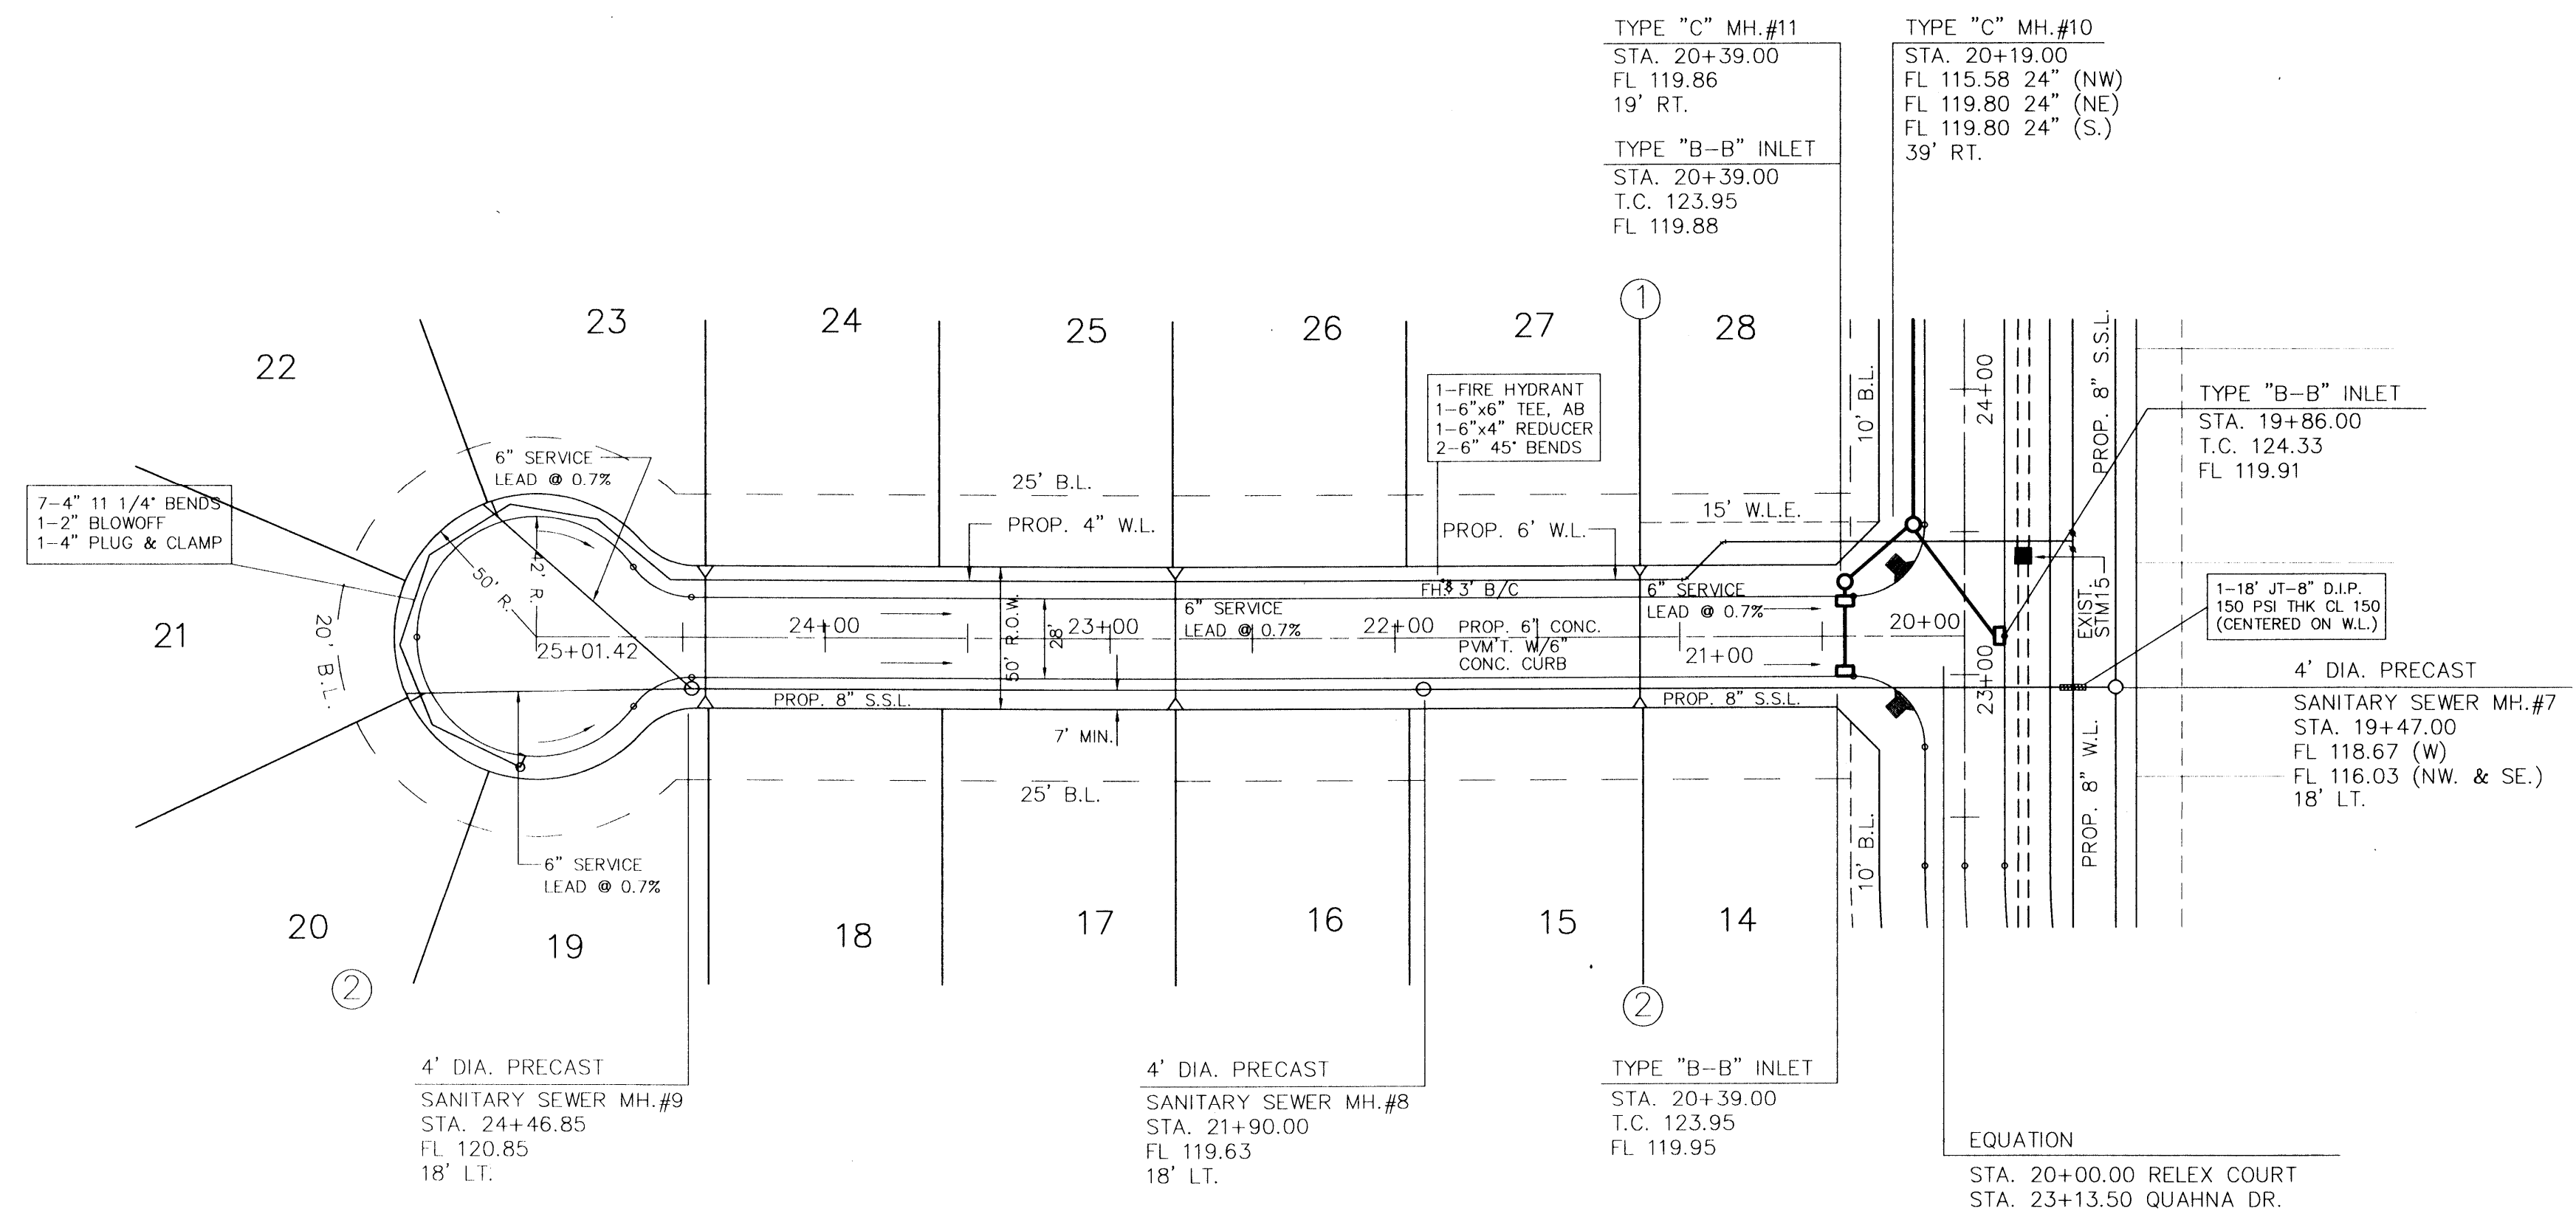 TYPE "C" MH.#11
STA. 20+39.00
FL 119.86
19' RT.
TYPE "B-B" INLET
STA. 20+39.00
T.C. 123.95
FL 119.88
TYPE "C" MH.#10
STA. 20+19.00
FL 115.58 24" (NW)
FL 119.80 24" (NE)
FL 119.80 24" (S.)
39' RT.
1
22
23
24
25
26
27
28
1-FIRE HYDRANT
1-6"x6" TEE, AB
1-6"x4" REDUCER
2-6" 45° BENDS
10' B.L.
24+00
PROP. 8" S.S.L.
TYPE "B-B" INLET
STA. 19+86.00
T.C. 124.33
FL 119.91
6" SERVICE
LEAD @ 0.7%
25' B.L.
15' W.L.E.
7-4" 11 1/4° BENDS
1-2" BLOWOFF
1-4" PLUG & CLAMP
PROP. 4" W.L.
PROP. 6' W.L.
50' R.
42' R.
FH. 3' B/C
6" SERVICE
LEAD @ 0.7%
6" SERVICE
LEAD @ 0.7%
EXIST.
STM15
1-18' JT-8" D.I.P.
150 PSI THK CL 150
(CENTERED ON W.L.)
21
20' B.L.
25+01.42
24+00
50' R.O.W.
28'
23+00
22+00
PROP. 6" CONC.
PVM'T. W/6"
CONC. CURB
21+00
20+00
23+00
PROP. 8" S.S.L.
PROP. 8" S.S.L.
7' MIN.
4' DIA. PRECAST
SANITARY SEWER MH.#7
STA. 19+47.00
FL 118.67 (W)
FL 116.03 (NW. & SE.)
18' LT.
PROP. 8" W.L.
25' B.L.
10' B.L.
6" SERVICE
LEAD @ 0.7%
20
19
18
17
16
15
14
2
2
4' DIA. PRECAST
SANITARY SEWER MH.#9
STA. 24+46.85
FL 120.85
18' LT.
4' DIA. PRECAST
SANITARY SEWER MH.#8
STA. 21+90.00
FL 119.63
18' LT.
TYPE "B-B" INLET
STA. 20+39.00
T.C. 123.95
FL 119.95
EQUATION
STA. 20+00.00 RELEX COURT
STA. 23+13.50 QUAHNA DR.